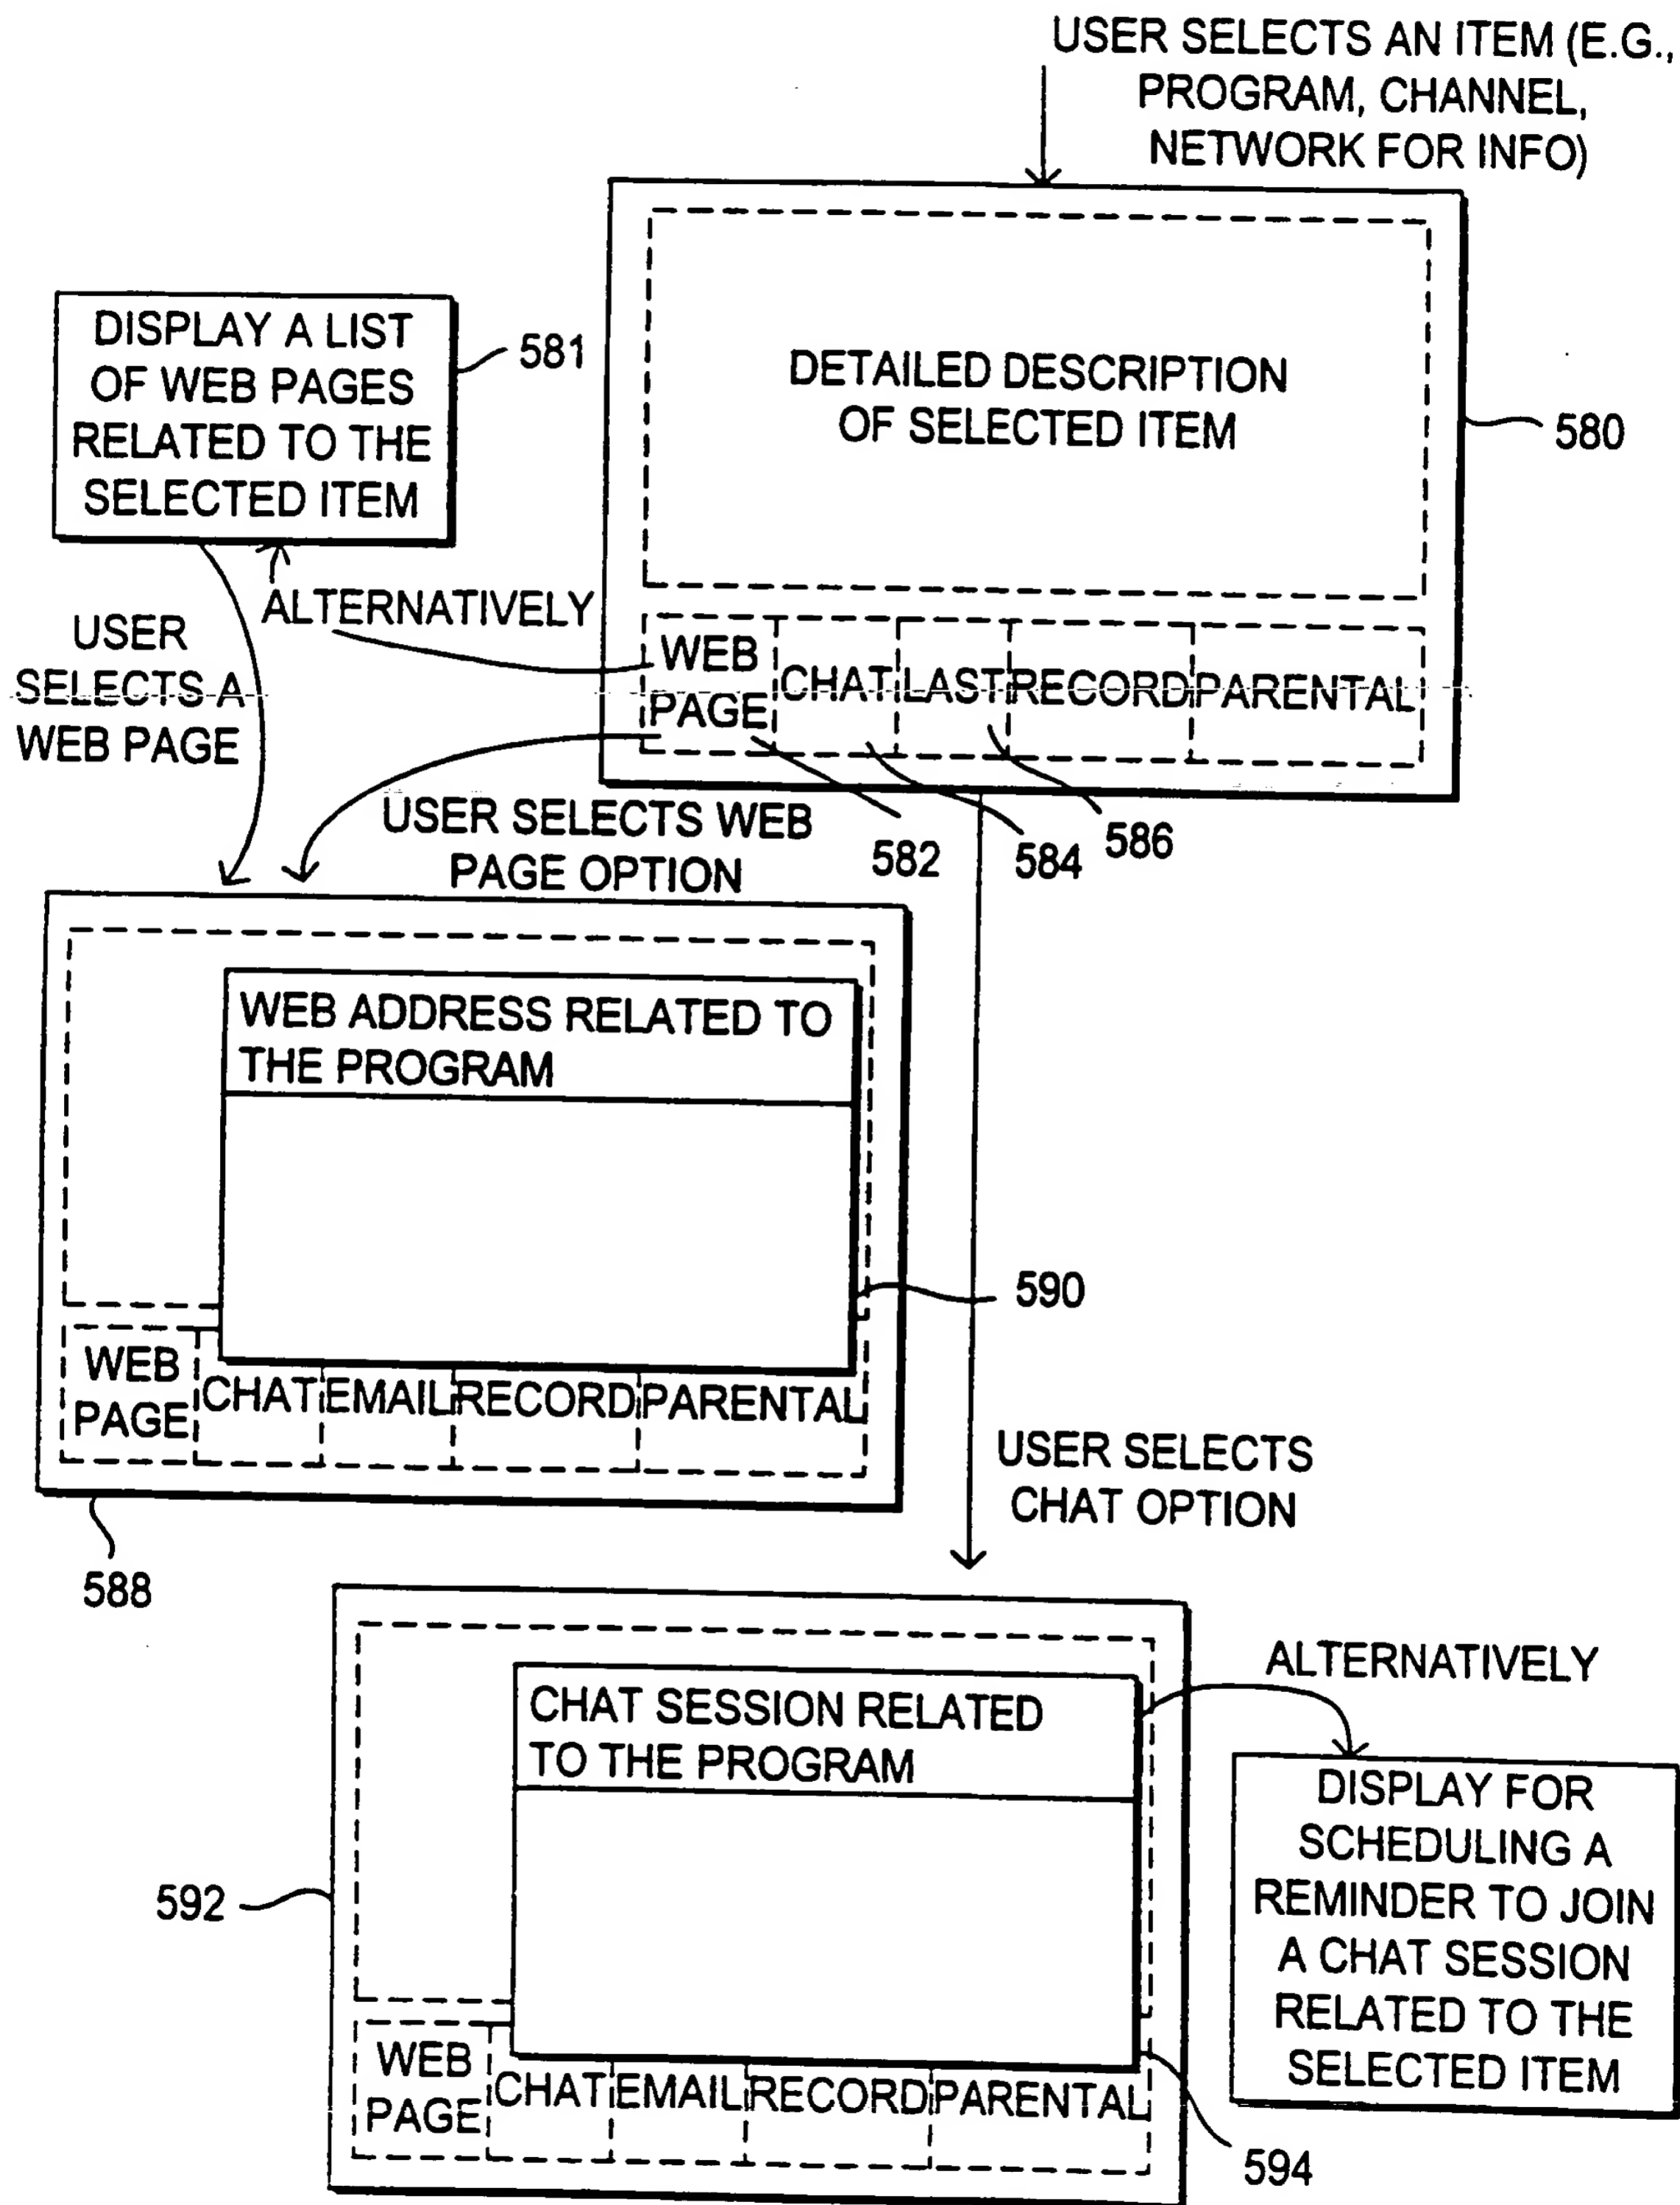 USER SELECTS AN ITEM (E.G.,
PROGRAM, CHANNEL,
NETWORK FOR INFO)
DISPLAY A LIST
OF WEB PAGES
RELATED TO THE
SELECTED ITEM
581
DETAILED DESCRIPTION
OF SELECTED ITEM
580
ALTERNATIVELY
USER
SELECTS A
WEB PAGE
WEB
PAGE
CHAT
LAST
RECORD
PARENTAL
USER SELECTS WEB
PAGE OPTION
582
584
586
WEB ADDRESS RELATED TO
THE PROGRAM
590
WEB
PAGE
CHAT
EMAIL
RECORD
PARENTAL
588
USER SELECTS
CHAT OPTION
CHAT SESSION RELATED
TO THE PROGRAM
ALTERNATIVELY
DISPLAY FOR
SCHEDULING A
REMINDER TO JOIN
A CHAT SESSION
RELATED TO THE
SELECTED ITEM
592
WEB
PAGE
CHAT
EMAIL
RECORD
PARENTAL
594